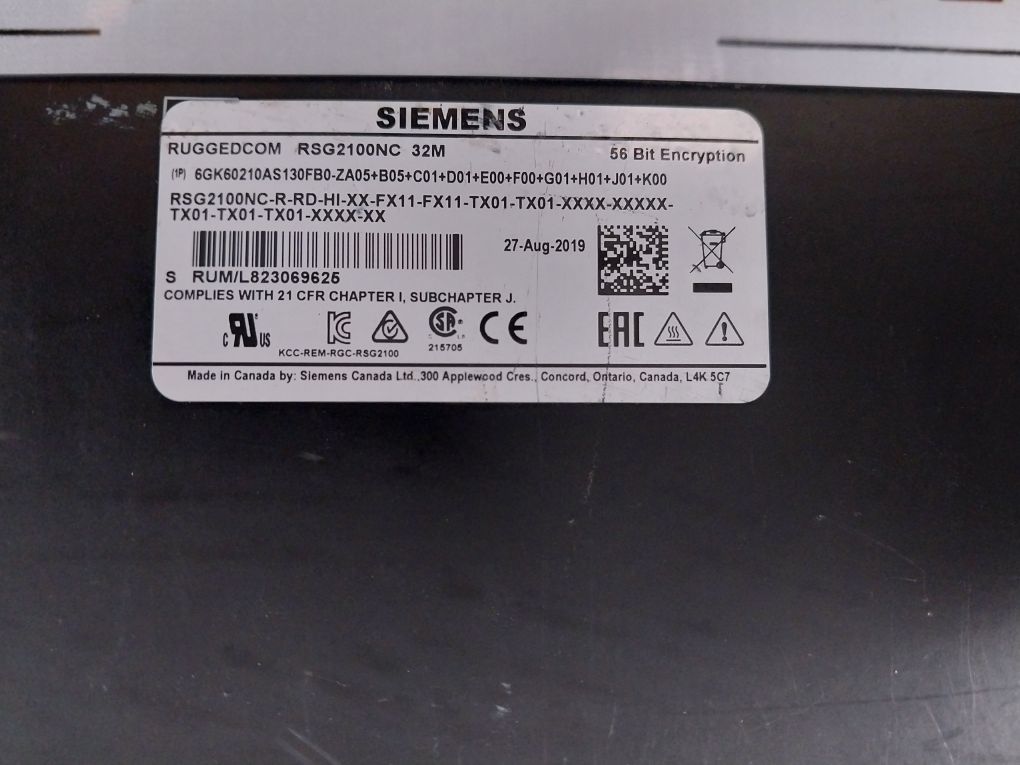 SIEMENS
RUGGEDCOM RSG2100NC 32M 56 Bit Encryption
(1P) 6GK60210AS130FB0-ZA05+B05+C01+D01+E00+F00+G01+H01+J01+K00
RSG2100NC-R-RD-HI-XX-FX11-FX11-TX01-TX01-XXXX-XXXXX-
TX01-TX01-TX01-XXXX-XX
27-Aug-2019
S RUM/L823069625
COMPLIES WITH 21 CFR CHAPTER I, SUBCHAPTER J.
c RU US KC SA CE EAC
KCC-REM-RGC-RSG2100 215705
Made in Canada by: Siemens Canada Ltd.,300 Applewood Cres., Concord, Ontario, Canada, L4K 5C7